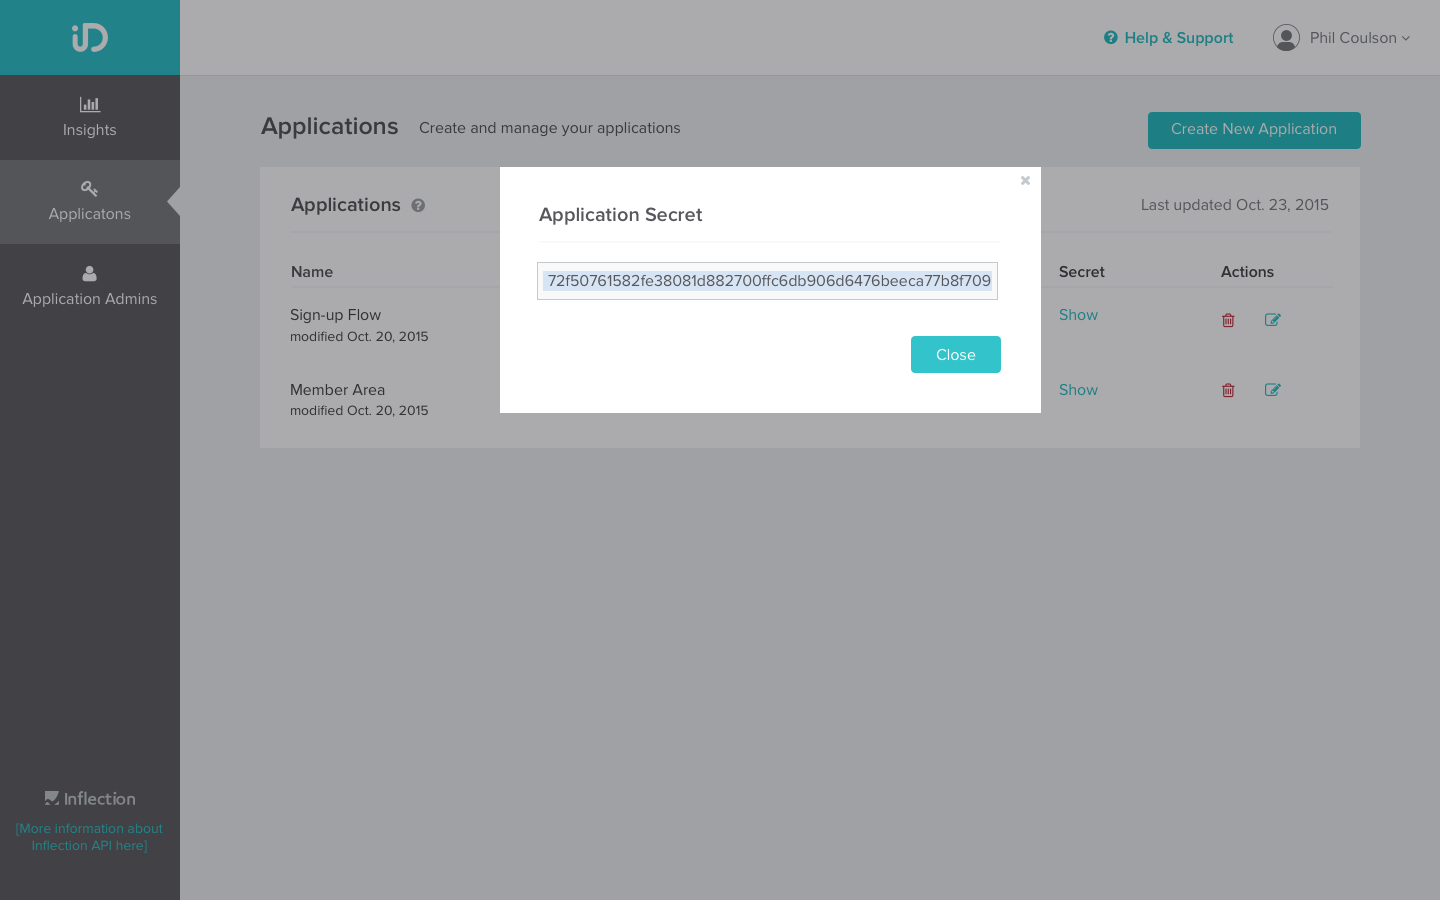 iD
Help & Support
Phil Coulson
Insights
Applicatons
Application Admins
Applications
Create and manage your applications
Create New Application
Applications
Last updated Oct. 23, 2015
Name
Secret
Actions
Sign-up Flow
modified Oct. 20, 2015
Show
Member Area
modified Oct. 20, 2015
Show
Application Secret
72f50761582fe38081d882700ffc6db906d6476beeca77b8f709
Close
Inflection
[More information about
Inflection API here]